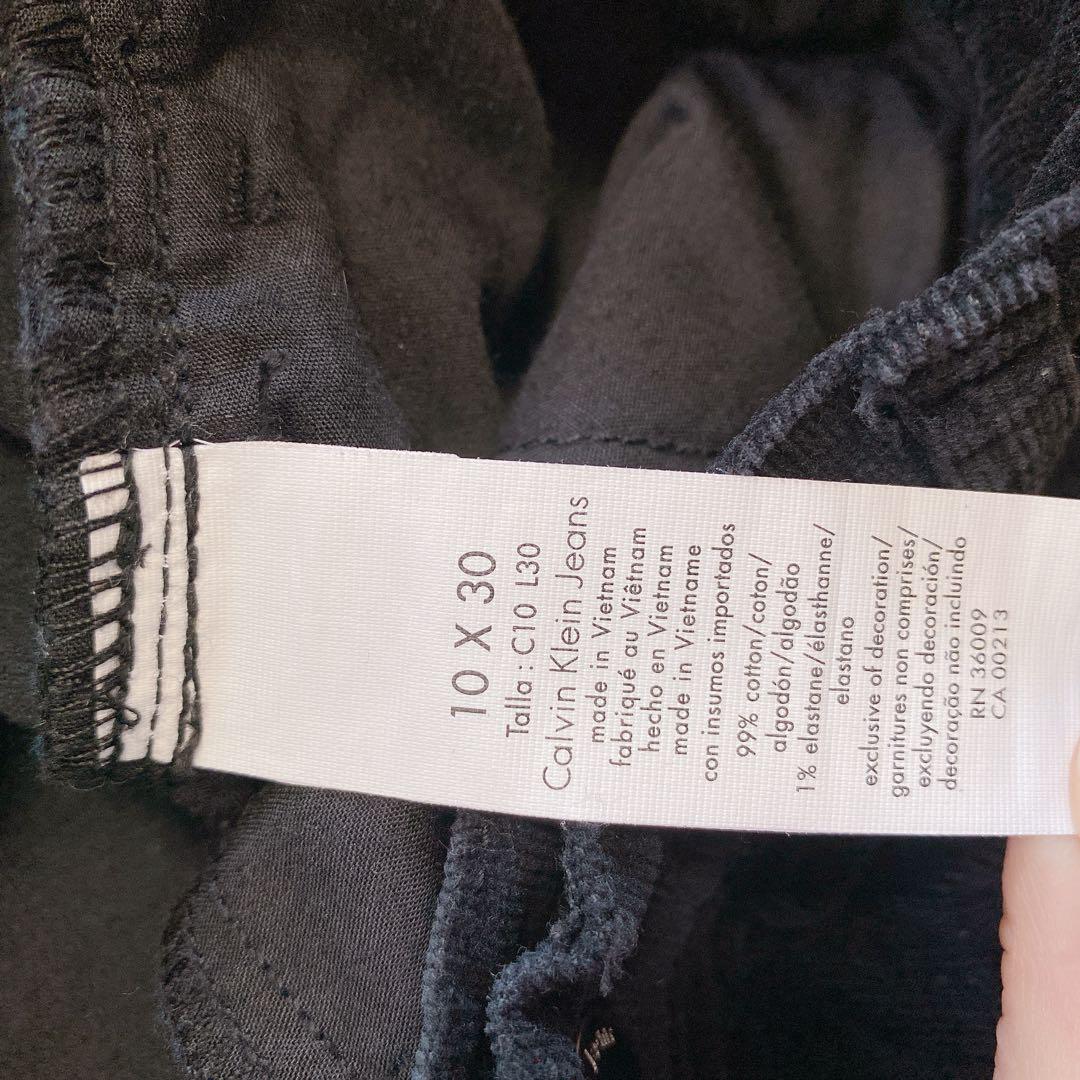 10 X 30
Talla : C10 L30
Calvin Klein Jeans
made in Vietnam
fabriqué au Viêtnam
hecho en Vietnam
made in Vietname
con insumos importados
99% cotton/coton/
algodón/algodão
1% elastane/élasthanne/
elastano
exclusive of decoration/
garnitures non comprises/
excluyendo decoración/
decoração não incluindo
RN 36009
CA 00213